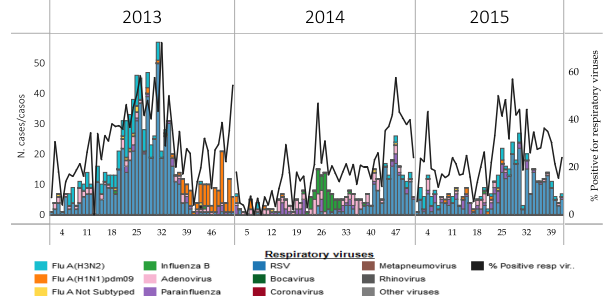 2013 2014 2015
N. cases/casos
50
40
30
20
10
0
60
40
20
0
% Positive for respiratory viruses
4 11 18 25 32 39 46 5 12 19 26 33 40 47 4 11 18 25 32 39
Respiratory viruses
Flu A(H3N2) Influenza B RSV Metapneumovirus % Positive resp vir..
Flu A(H1N1)pdm09 Adenovirus Bocavirus Rhinovirus
Flu A Not Subtyped Parainfluenza Coronavirus Other viruses